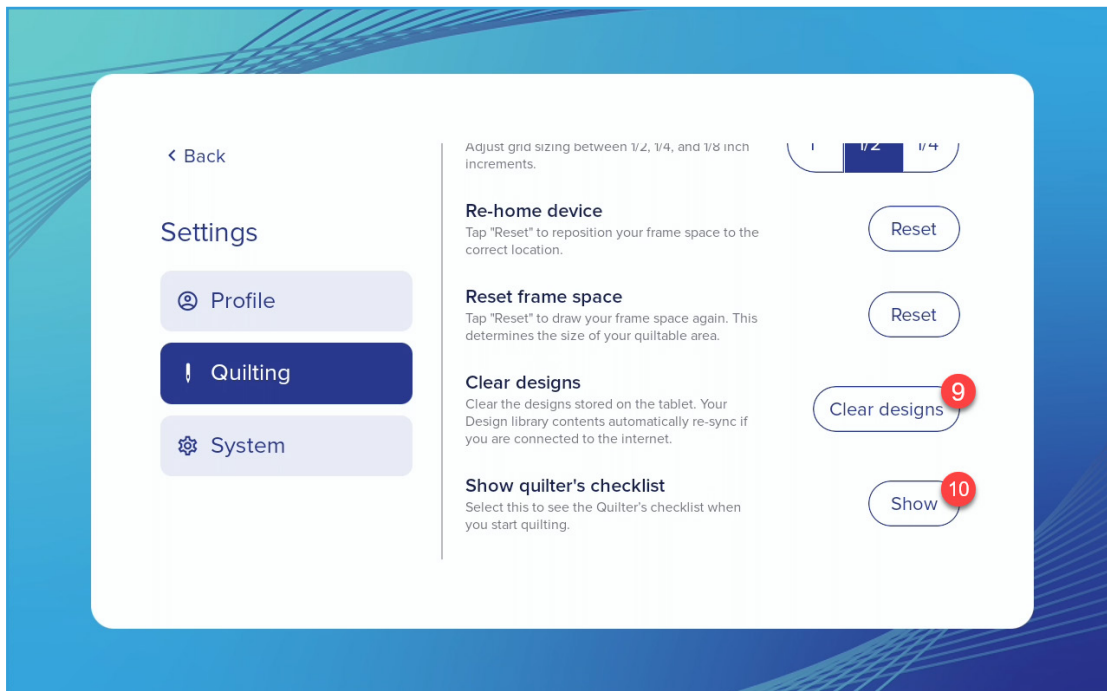 Back
Settings
Profile
Quilting
System
Adjust grid sizing between 1/2, 1/4, and 1/8 inch
increments.
1 1/2 1/4
Re-home device
Tap "Reset" to reposition your frame space to the
correct location.
Reset
Reset frame space
Tap "Reset" to draw your frame space again. This
determines the size of your quiltable area.
Reset
Clear designs
Clear the designs stored on the tablet. Your
Design library contents automatically re-sync if
you are connected to the internet.
Clear designs
9
Show quilter's checklist
Select this to see the Quilter's checklist when
you start quilting.
Show
10